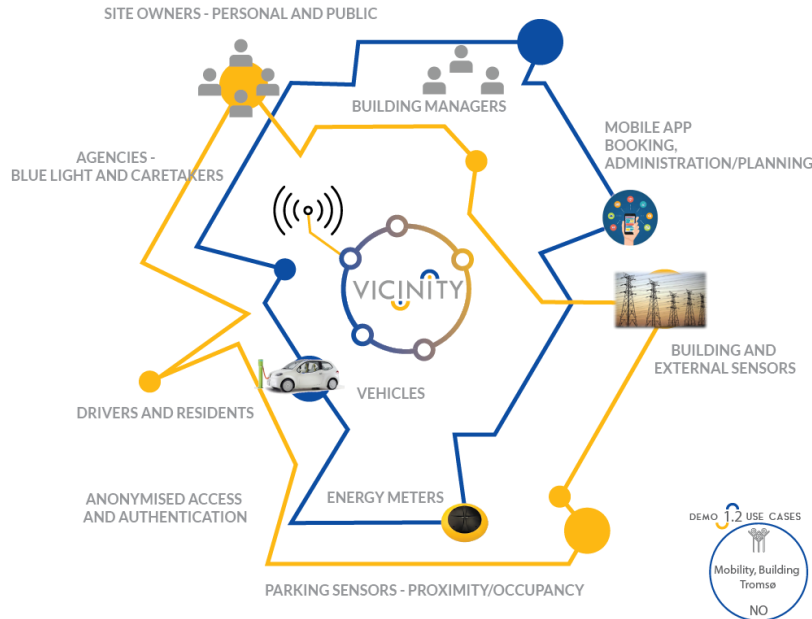 SITE OWNERS - PERSONAL AND PUBLIC
BUILDING MANAGERS
MOBILE APP
BOOKING,
ADMINISTRATION/PLANNING
AGENCIES -
BLUE LIGHT AND CARETAKERS
VICINITY
BUILDING AND
EXTERNAL SENSORS
VEHICLES
DRIVERS AND RESIDENTS
ENERGY METERS
ANONYMISED ACCESS
AND AUTHENTICATION
PARKING SENSORS - PROXIMITY/OCCUPANCY
DEMO 1.2 USE CASES
Mobility, Building
Tromsø
NO